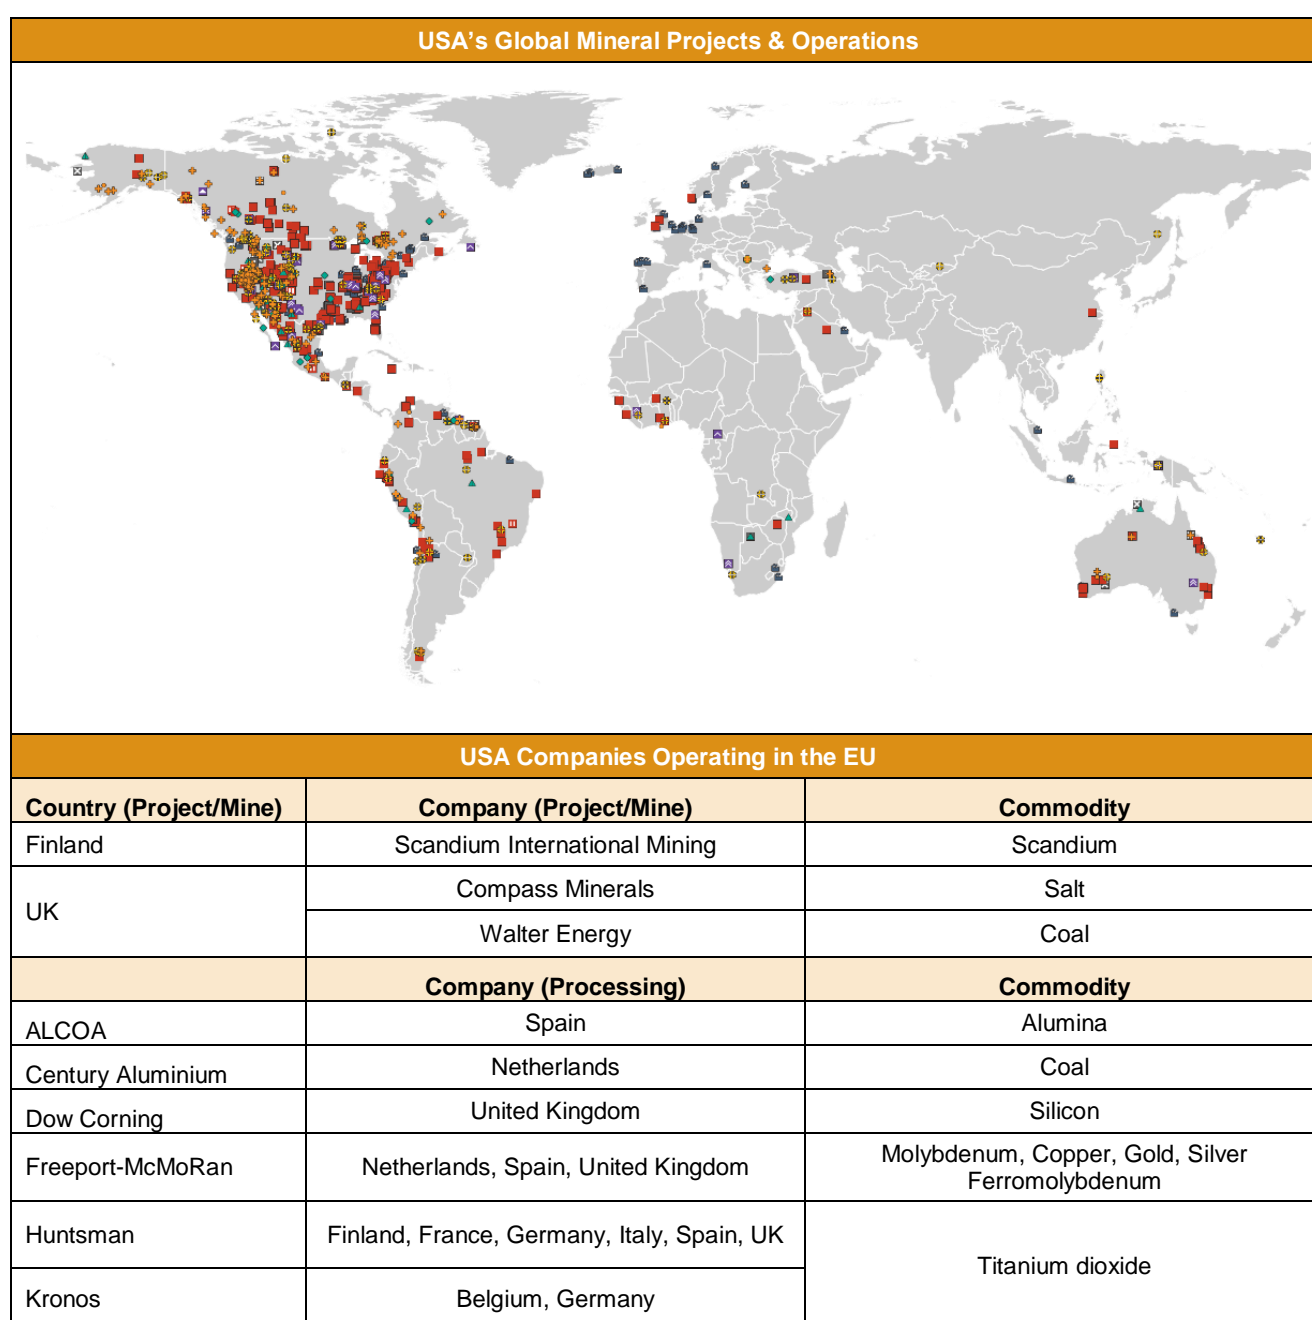 USA’s Global Mineral Projects & Operations
USA Companies Operating in the EU
Country (Project/Mine) Company (Project/Mine) Commodity
Finland Scandium International Mining Scandium
UK
Compass Minerals Salt
Walter Energy Coal
Company (Processing) Commodity
ALCOA Spain Alumina
Century Aluminium Netherlands Coal
Dow Corning United Kingdom Silicon
Freeport-McMoRan Netherlands, Spain, United Kingdom Molybdenum, Copper, Gold, Silver
Ferromolybdenum
Huntsman Finland, France, Germany, Italy, Spain, UK
Titanium dioxide
Kronos Belgium, Germany